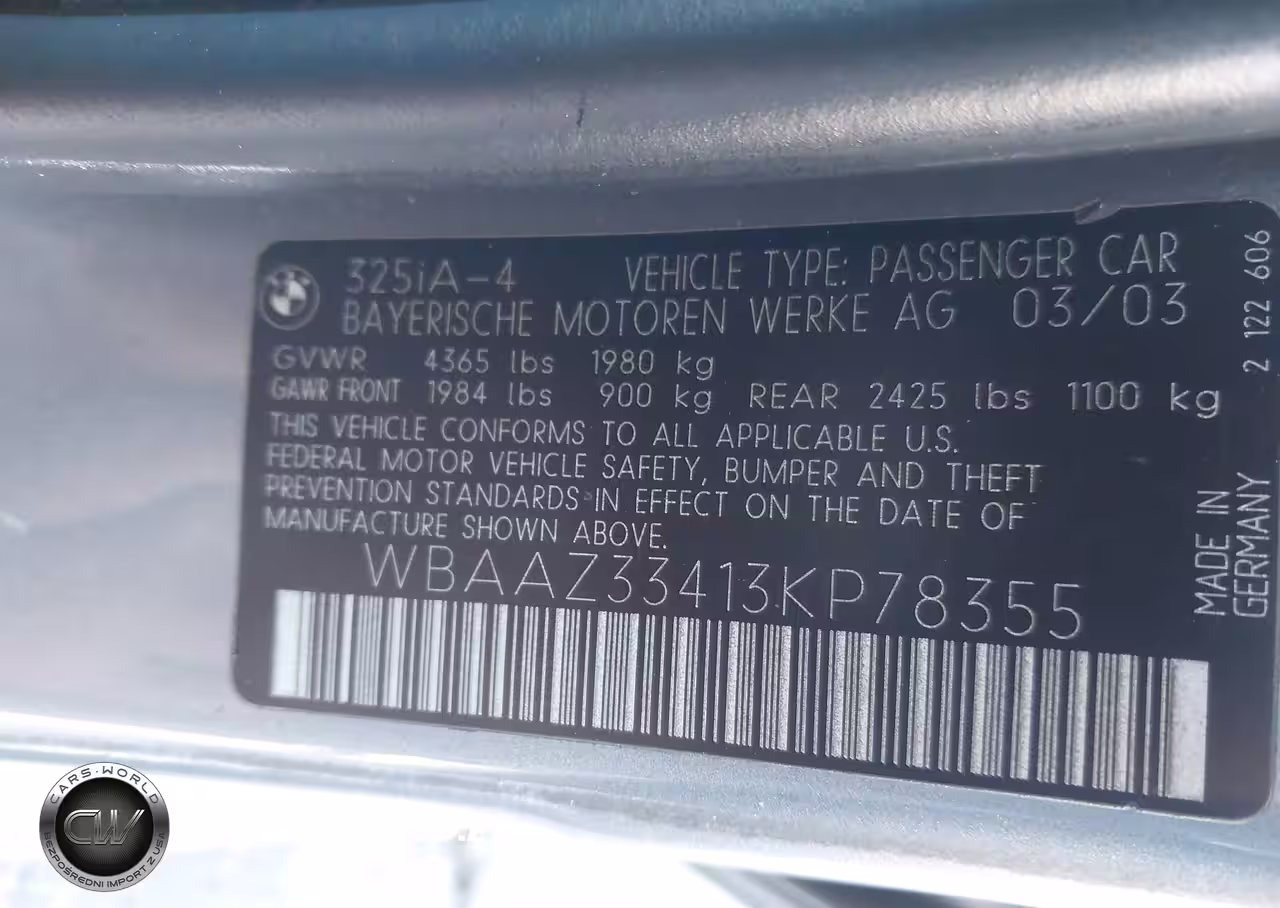 325iA-4 VEHICLE TYPE: PASSENGER CAR
BAYERISCHE MOTOREN WERKE AG 03/03
GVWR 4365 lbs 1980 kg
GAWR FRONT 1984 lbs 900 kg REAR 2425 lbs 1100 kg
THIS VEHICLE CONFORMS TO ALL APPLICABLE U.S.
FEDERAL MOTOR VEHICLE SAFETY, BUMPER AND THEFT
PREVENTION STANDARDS IN EFFECT ON THE DATE OF
MANUFACTURE SHOWN ABOVE.
WBAAZ33413KP78355
2 122 606
MADE IN
GERMANY
CARS·WORLD
CW
BEZPOŚREDNI IMPORT Z USA